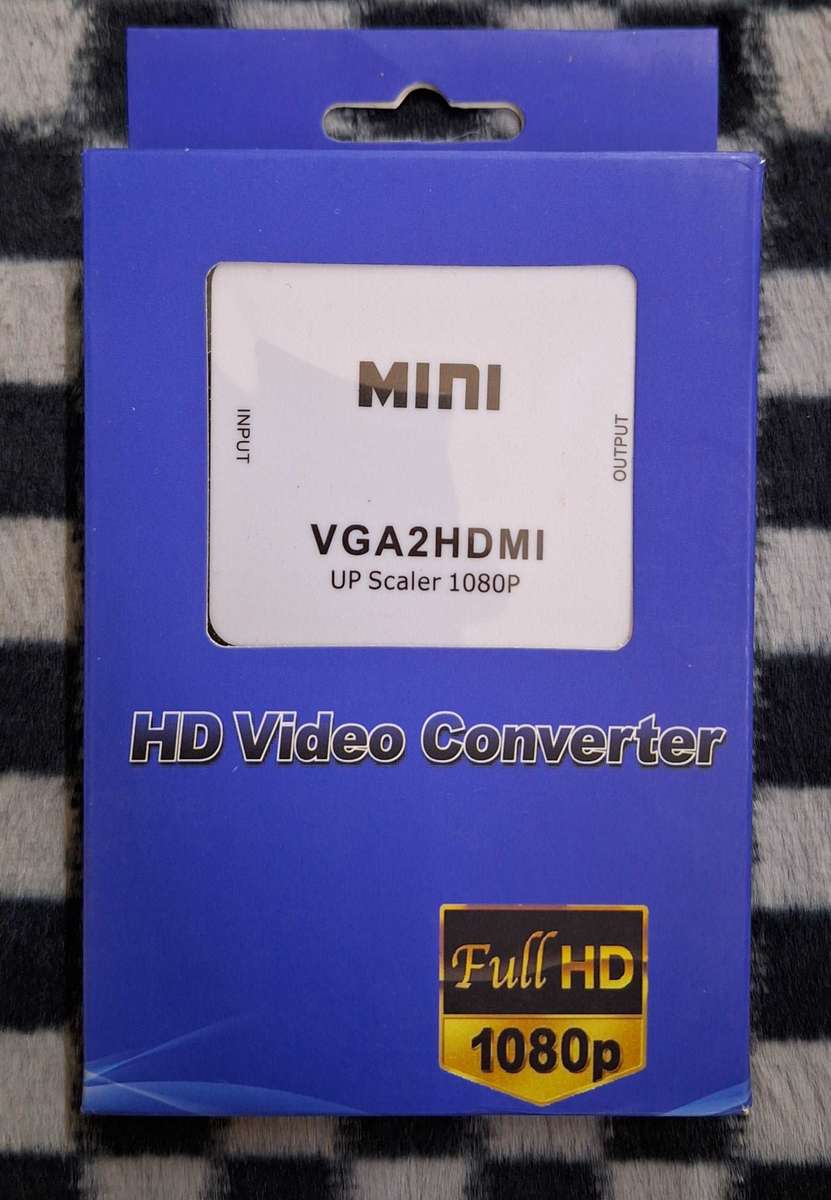 MINI
INPUT
OUTPUT
VGA2HDMI
UP Scaler 1080P
HD Video Converter
Full HD
1080p